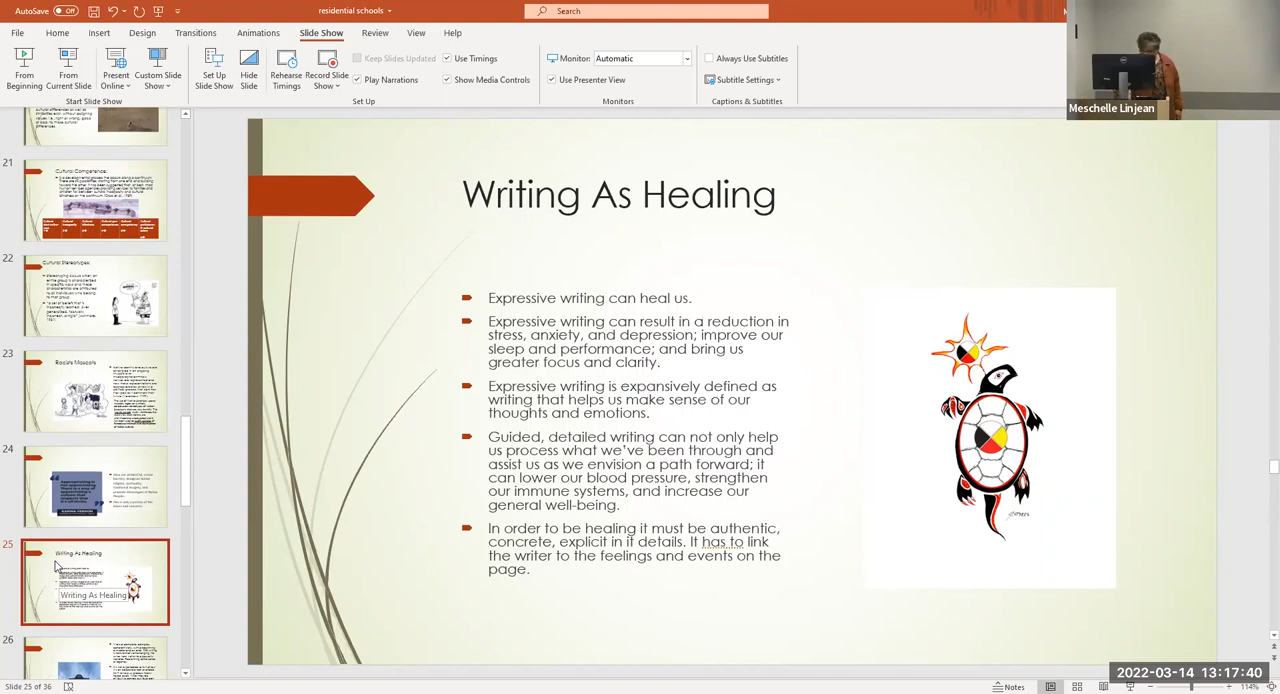 AutoSave Off
residential schools
Search
File Home Insert Design Transitions Animations Slide Show Review View Help
From Beginning
From Current Slide
Present Online
Custom Slide Show
Start Slide Show
Set Up Slide Show
Hide Slide
Rehearse Timings
Record Slide Show
Keep Slides Updated
Use Timings
Play Narrations
Show Media Controls
Set Up
Monitor: Automatic
Use Presenter View
Monitors
Always Use Subtitles
Subtitle Settings
Captions & Subtitles
Meschelle Linjean
21
Cultural Competence:
22
Cultural Stereotypes:
23
Racists Mascots
24
25
Writing As Healing
Writing As Healing
26
Writing As Healing
Expressive writing can heal us.
Expressive writing can result in a reduction in
stress, anxiety, and depression; improve our
sleep and performance; and bring us
greater focus and clarity.
Expressive writing is expansively defined as
writing that helps us make sense of our
thoughts and emotions.
Guided, detailed writing can not only help
us process what we've been through and
assist us as we envision a path forward; it
can lower our blood pressure, strengthen
our immune systems, and increase our
general well-being.
In order to be healing it must be authentic,
concrete, explicit in it details. It has to link
the writer to the feelings and events on the
page.
2022-03-14 13:17:40
Slide 25 of 36
Notes
114%